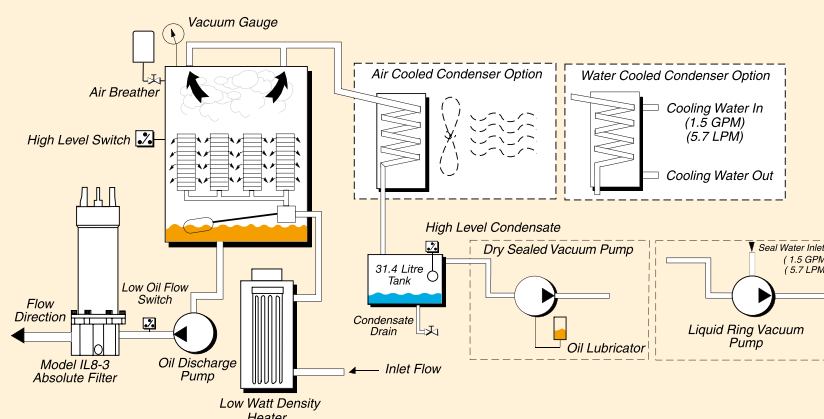 Vacuum Gauge
Air Breather
High Level Switch
Air Cooled Condenser Option
Water Cooled Condenser Option
Cooling Water In
(1.5 GPM)
(5.7 LPM)
Cooling Water Out
High Level Condensate
Dry Sealed Vacuum Pump
Seal Water Inlet
( 1.5 GPM
( 5.7 LPM
31.4 Litre
Tank
Low Oil Flow
Switch
Flow
Direction
Condensate
Drain
Oil Lubricator
Liquid Ring Vacuum
Pump
Model IL8-3
Absolute Filter
Oil Discharge
Pump
Inlet Flow
Low Watt Density
Heater